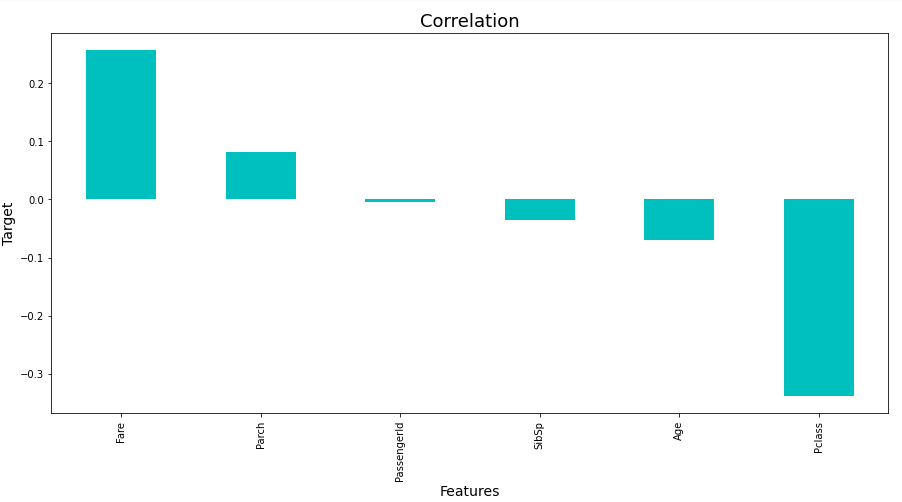 Correlation
0.2
0.1
0.0
−0.1
−0.2
−0.3
Target
Fare
Parch
PassengerId
SibSp
Age
Pclass
Features